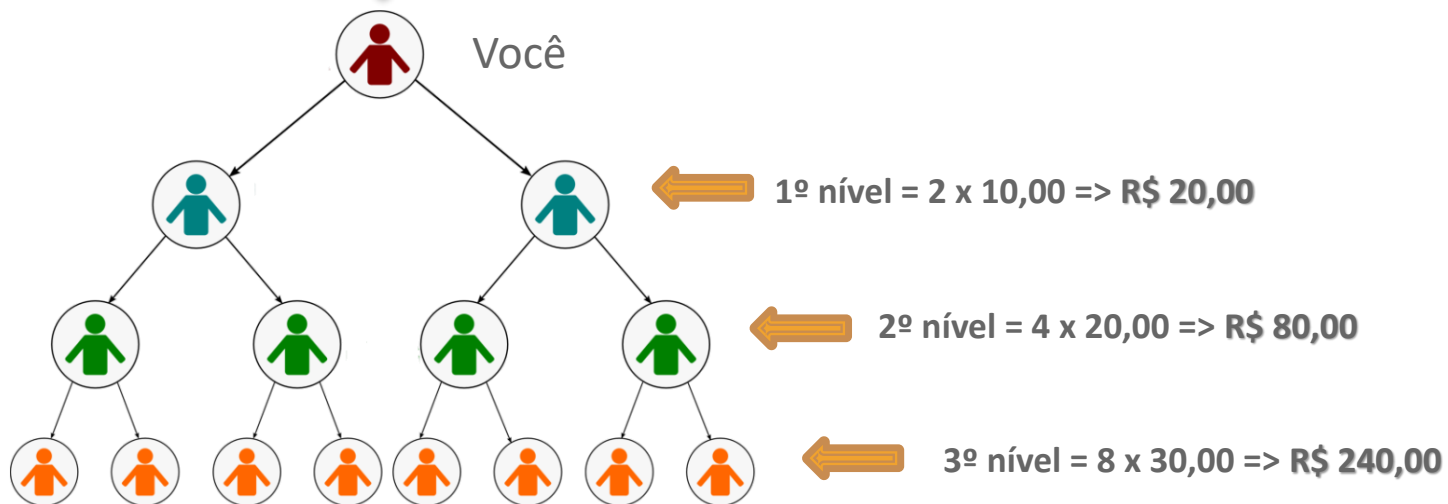 Você
1º nível = 2 x 10,00 => R$ 20,00
2º nível = 4 x 20,00 => R$ 80,00
3º nível = 8 x 30,00 => R$ 240,00